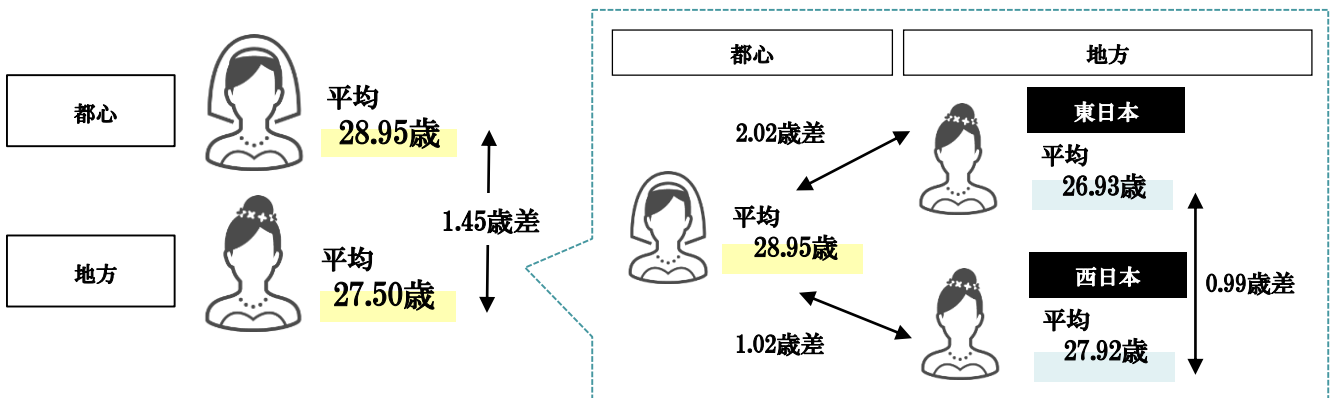 都心
平均
28.95歳
1.45歳差
地方
平均
27.50歳
都心
地方
2.02歳差
東日本
平均
26.93歳
平均
28.95歳
西日本
0.99歳差
平均
27.92歳
1.02歳差